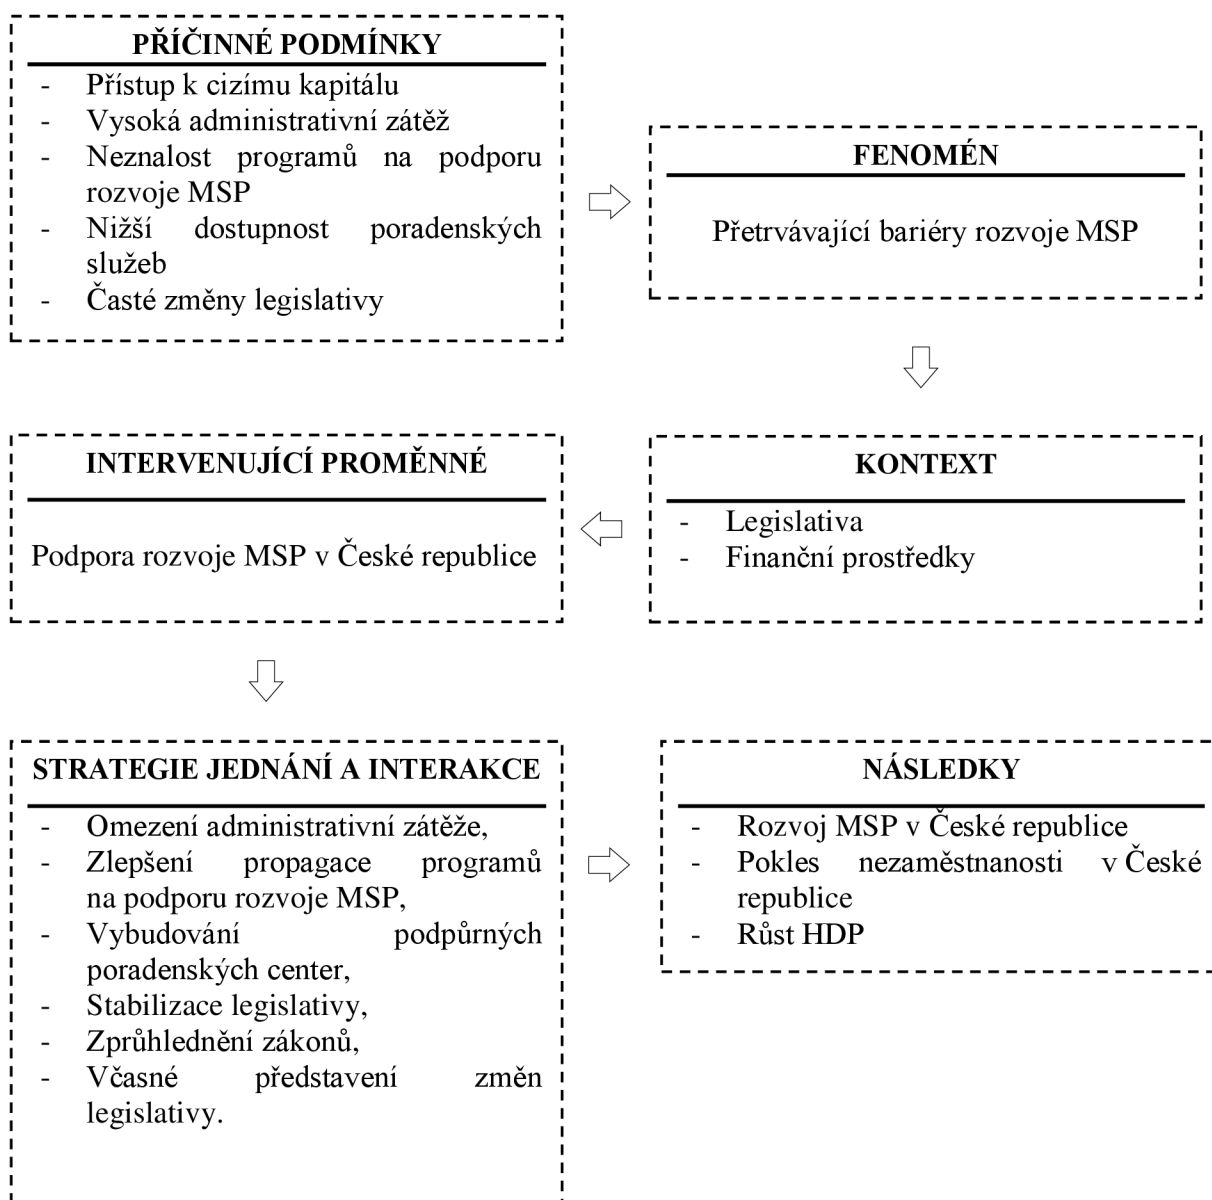 PŘÍČINNÉ PODMÍNKY
- Přístup k cizímu kapitálu
- Vysoká administrativní zátěž
- Neznalost programů na podporu
rozvoje MSP
- Nižší dostupnost poradenských
služeb
- Časté změny legislativy
FENOMÉN
Přetrvávající bariéry rozvoje MSP
KONTEXT
- Legislativa
- Finanční prostředky
INTERVENUJÍCÍ PROMĚNNÉ
Podpora rozvoje MSP v České republice
STRATEGIE JEDNÁNÍ A INTERAKCE
- Omezení administrativní zátěže,
- Zlepšení propagace programů
na podporu rozvoje MSP,
- Vybudování podpůrných
poradenských center,
- Stabilizace legislativy,
- Zprůhlednění zákonů,
- Včasné představení změn
legislativy.
NÁSLEDKY
- Rozvoj MSP v České republice
- Pokles nezaměstnanosti v České
republice
- Růst HDP